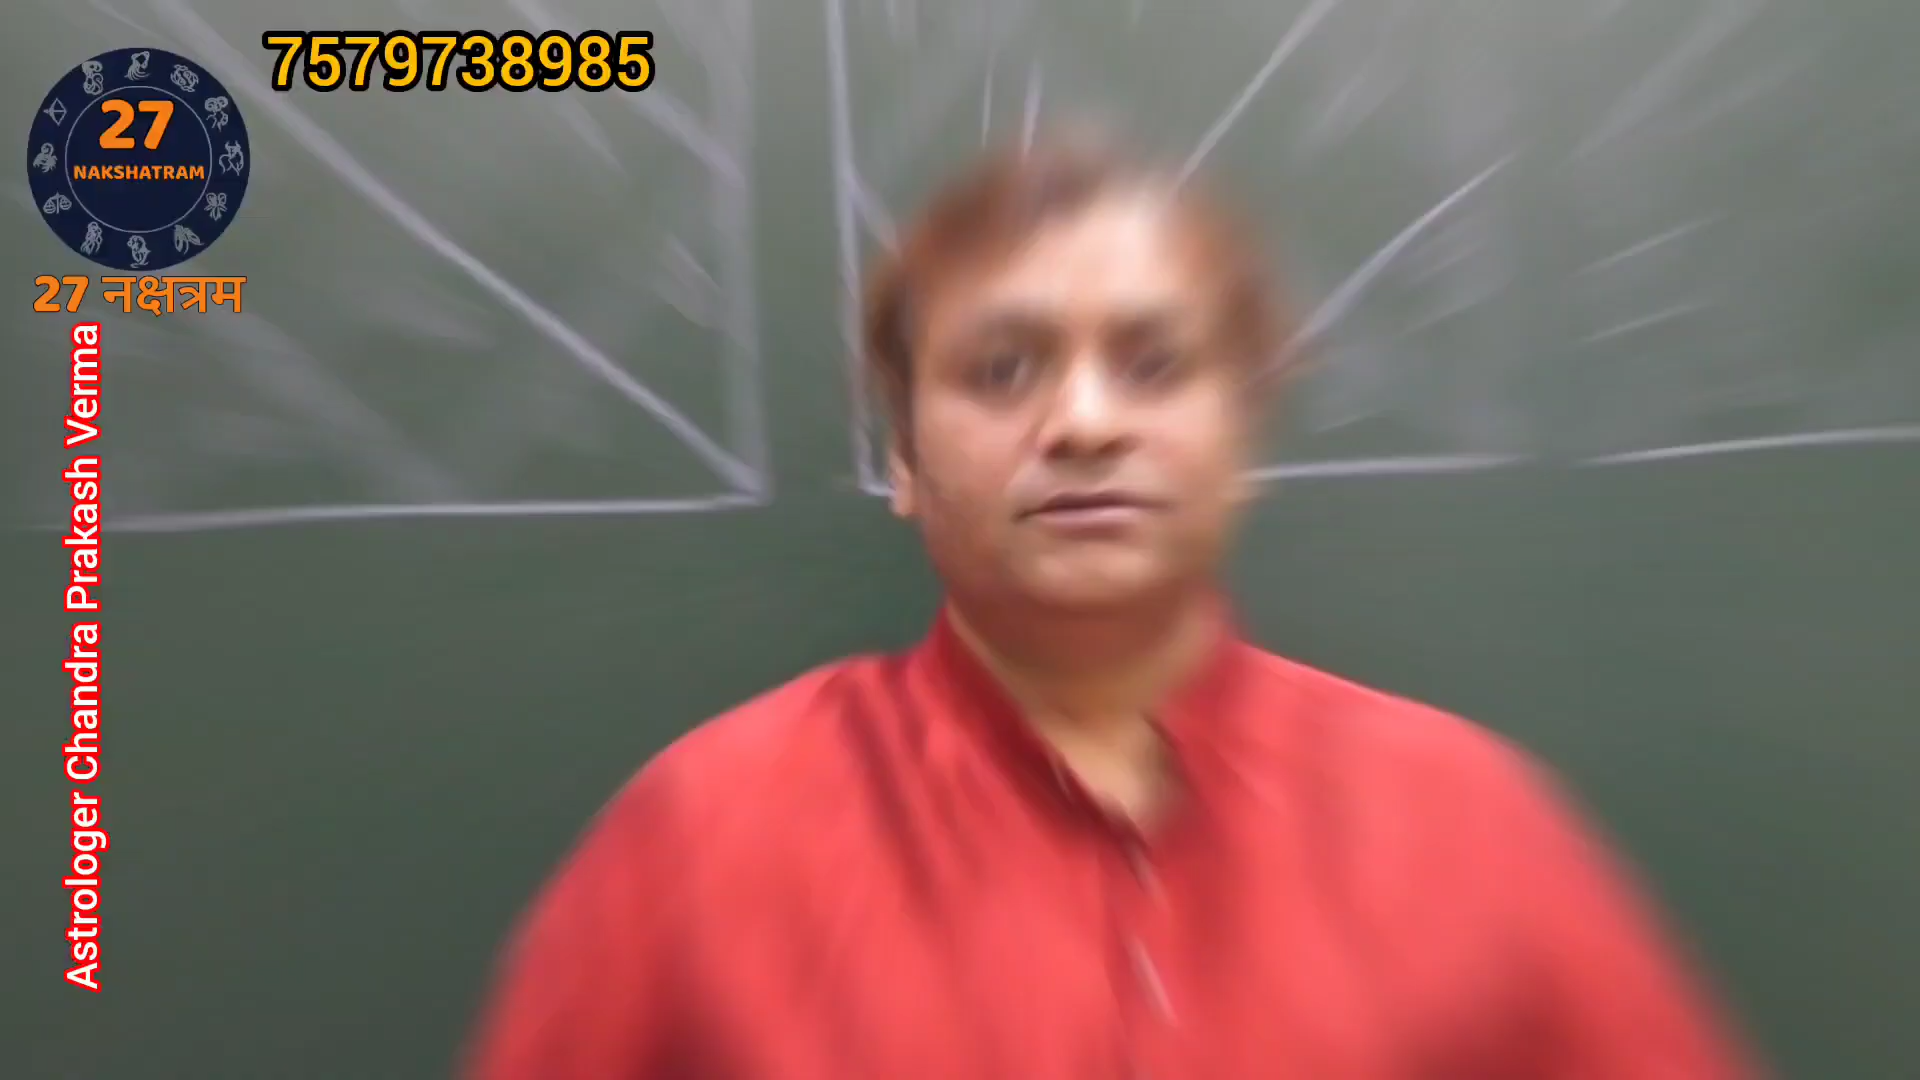 7579738985
27
NAKSHATRAM
27 नक्षत्रम
Astrologer Chandra Prakash Verma